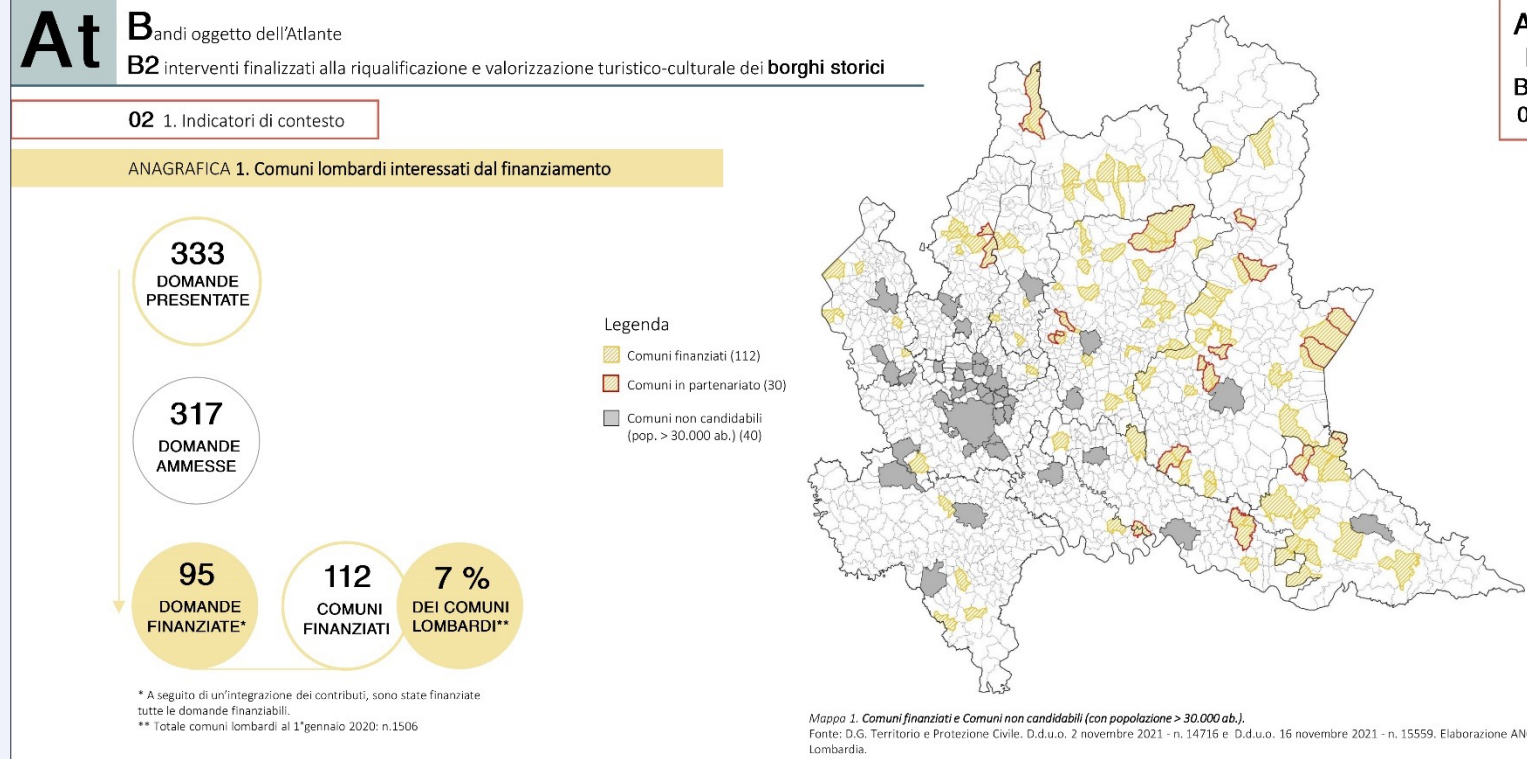 At
Bandi oggetto dell'Atlante
B2 interventi finalizzati alla riqualificazione e valorizzazione turistico-culturale dei borghi storici
02 1. Indicatori di contesto
ANAGRAFICA 1. Comuni lombardi interessati dal finanziamento
333
DOMANDE
PRESENTATE
317
DOMANDE
AMMESSE
95
DOMANDE
FINANZIATE*
112
COMUNI
FINANZIATI
7 %
DEI COMUNI
LOMBARDI**
* A seguito di un'integrazione dei contributi, sono state finanziate
tutte le domande finanziabili.
** Totale comuni lombardi al 1°gennaio 2020: n.1506
Legenda
Comuni finanziati (112)
Comuni in partenariato (30)
Comuni non candidabili
(pop. > 30.000 ab.) (40)
Mappa 1. Comuni finanziati e Comuni non candidabili (con popolazione > 30.000 ab.).
Fonte: D.G. Territorio e Protezione Civile. D.d.u.o. 2 novembre 2021 - n. 14716 e D.d.u.o. 16 novembre 2021 - n. 15559. Elaborazione
Lombardia.